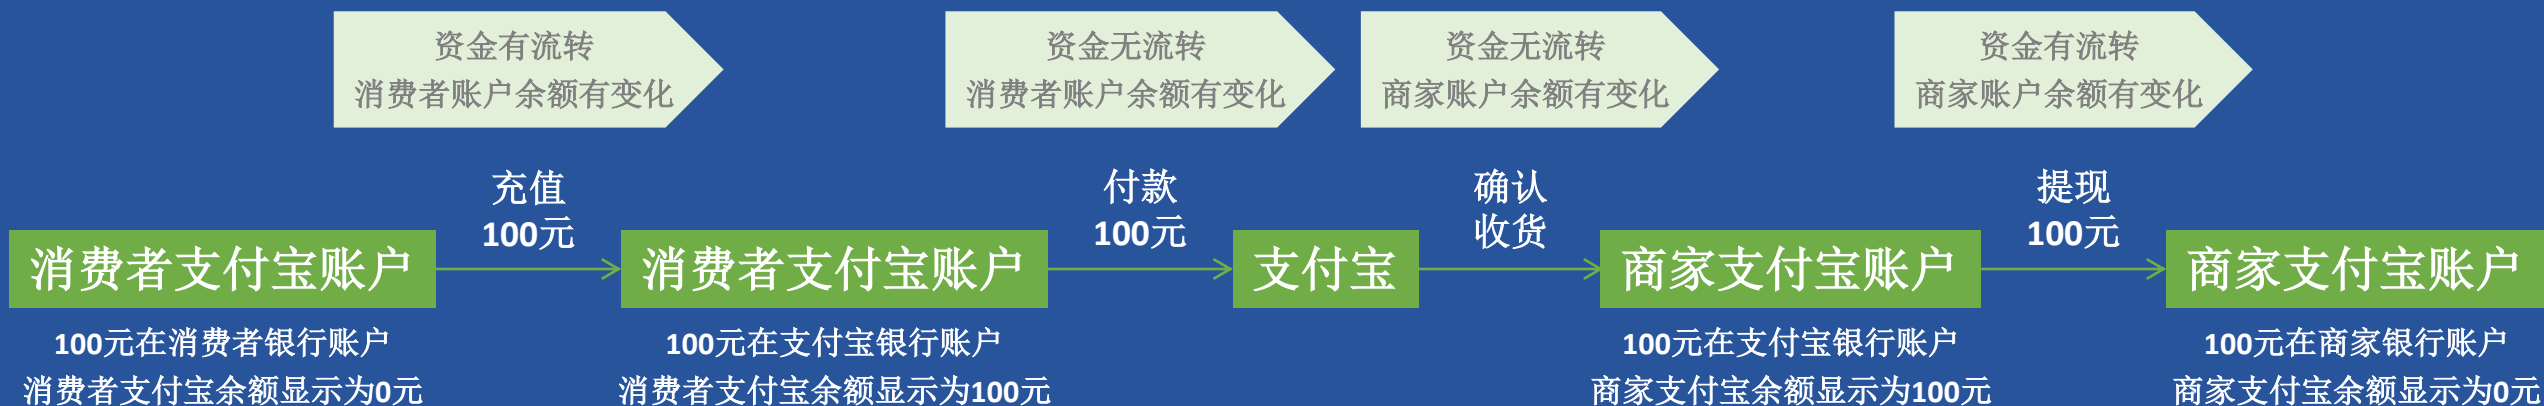 资金有流转
消费者账户余额有变化
资金无流转
消费者账户余额有变化
资金无流转
商家账户余额有变化
资金有流转
商家账户余额有变化
充值
100元
付款
100元
确认
收货
提现
100元
消费者支付宝账户
消费者支付宝账户
支付宝
商家支付宝账户
商家支付宝账户
100元在消费者银行账户
消费者支付宝余额显示为0元
100元在支付宝银行账户
消费者支付宝余额显示为100元
100元在支付宝银行账户
商家支付宝余额显示为100元
100元在商家银行账户
商家支付宝余额显示为0元